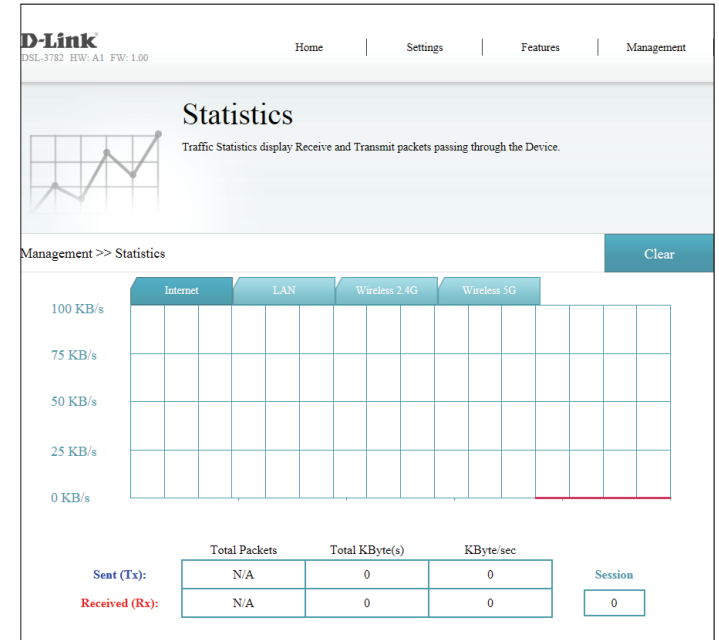 D-Link
DSL-3782 HW: A1 FW: 1.00
Home Settings Features Management
Statistics
Traffic Statistics display Receive and Transmit packets passing through the Device.
Management >> Statistics
Clear
Internet LAN Wireless 2.4G Wireless 5G
100 KB/s
75 KB/s
50 KB/s
25 KB/s
0 KB/s
Total Packets Total KByte(s) KByte/sec
Sent (Tx): N/A 0 0 Session
Received (Rx): N/A 0 0 0